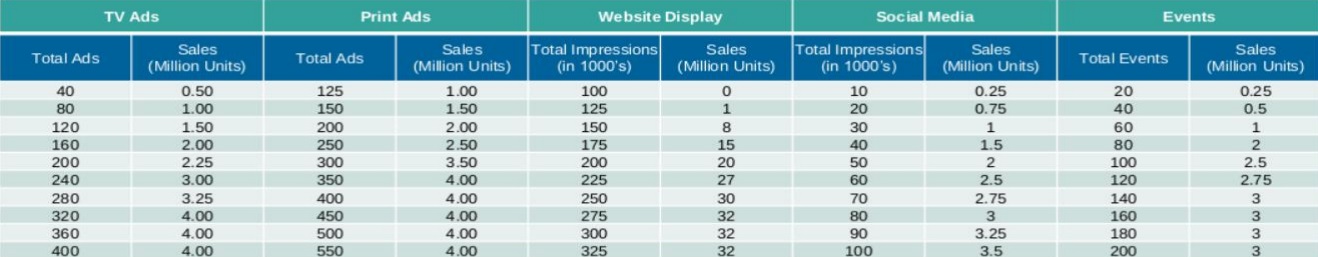 TV Ads Print Ads Website Display Social Media Events
Total Ads Sales (Million Units) Total Ads Sales (Million Units) Total Impressions (in 1000's) Sales (Million Units) Total Impressions (in 1000's) Sales (Million Units) Total Events Sales (Million Units)
40 0.50 125 1.00 100 0 10 0.25 20 0.25
80 1.00 150 1.50 125 1 20 0.75 40 0.5
120 1.50 200 2.00 150 8 30 1 60 1
160 2.00 250 2.50 175 15 40 1.5 80 2
200 2.25 300 3.50 200 20 50 2 100 2.5
240 3.00 350 4.00 225 27 60 2.5 120 2.75
280 3.25 400 4.00 250 30 70 2.75 140 3
320 4.00 450 4.00 275 32 80 3 160 3
360 4.00 500 4.00 300 32 90 3.25 180 3
400 4.00 550 4.00 325 32 100 3.5 200 3